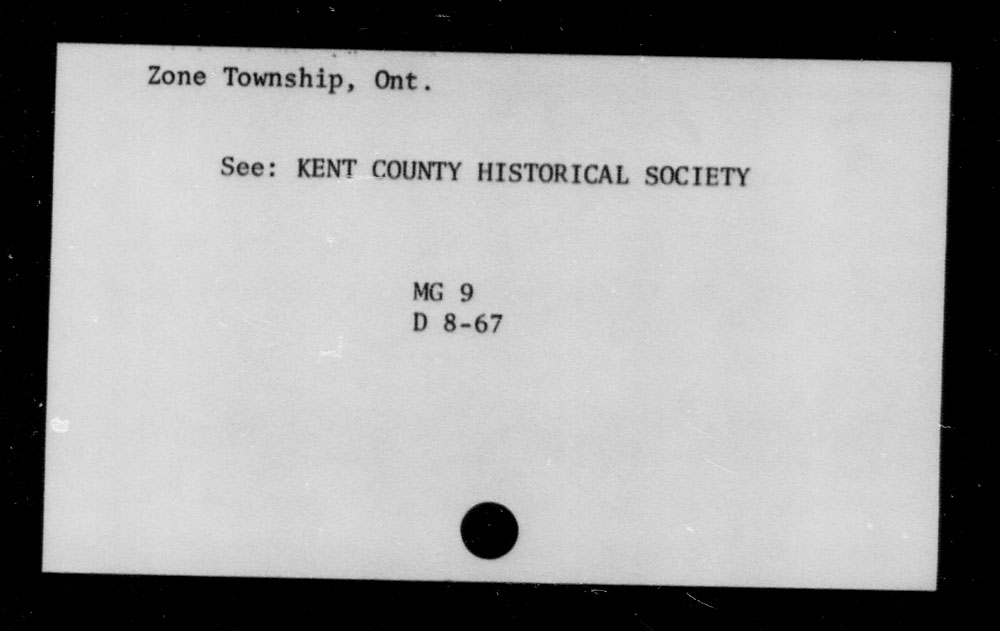 Zone Township, Ont.
See: KENT COUNTY HISTORICAL SOCIETY
MG 9
D 8-67